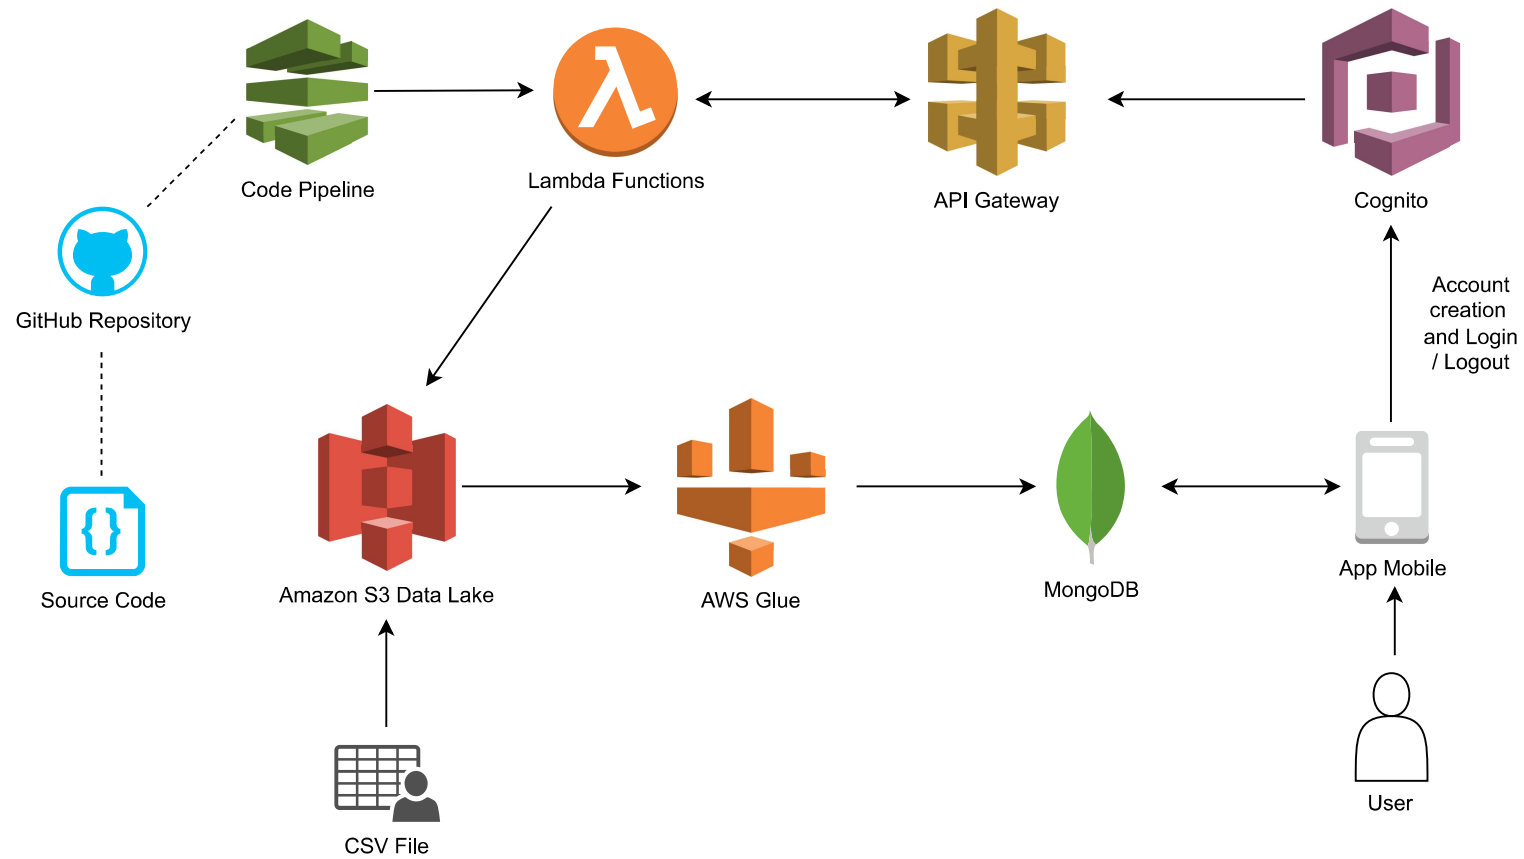 Code Pipeline
Lambda Functions
API Gateway
Cognito
GitHub Repository
Account
creation
and Login
/ Logout
Source Code
Amazon S3 Data Lake
AWS Glue
MongoDB
App Mobile
CSV File
User